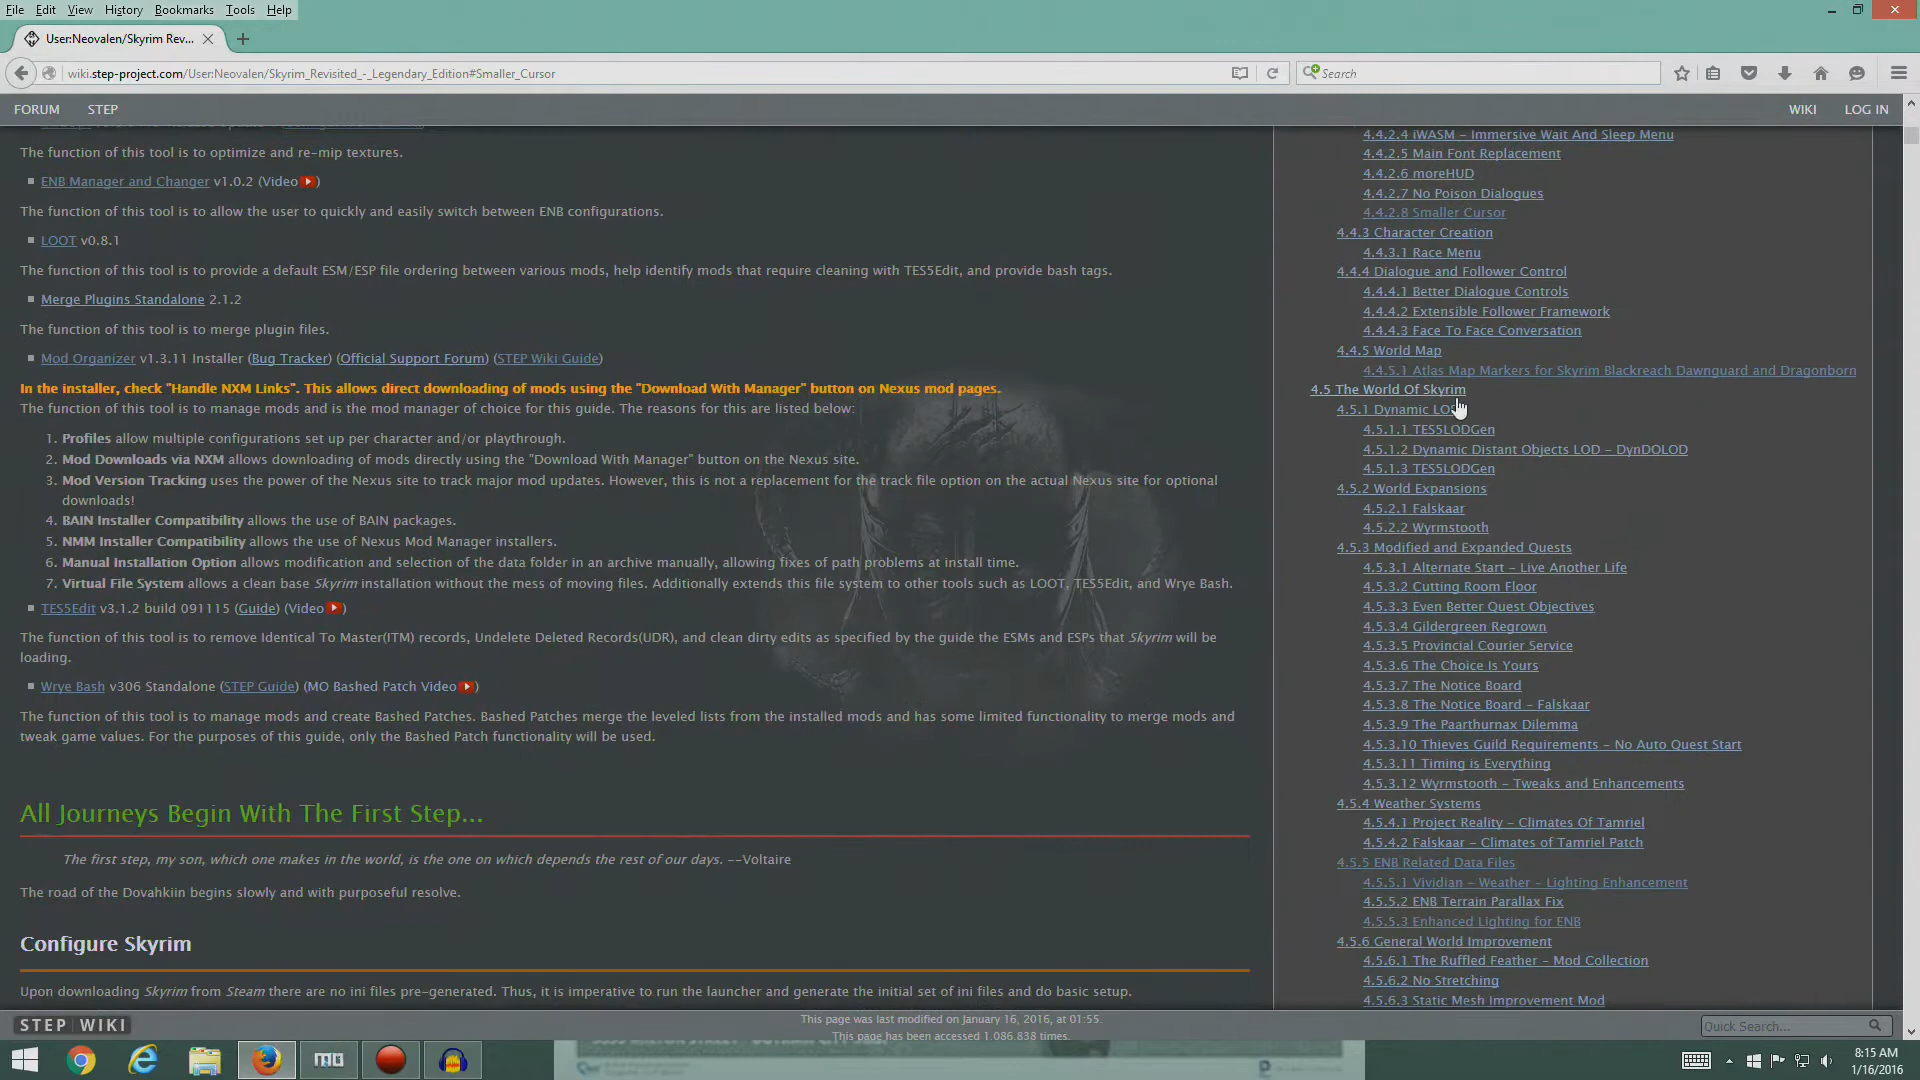 File Edit View History Bookmarks Tools Help
User:Neovalen/Skyrim Rev...
wiki.step-project.com/User:Neovalen/Skyrim_Revisited_-_Legendary_Edition#Smaller_Cursor
Search
FORUM STEP WIKI LOG IN
The function of this tool is to optimize and re-mip textures.
ENB Manager and Changer v1.0.2 (Video )
The function of this tool is to allow the user to quickly and easily switch between ENB configurations.
LOOT v0.8.1
The function of this tool is to provide a default ESM/ESP file ordering between various mods, help identify mods that require cleaning with TES5Edit, and provide bash tags.
Merge Plugins Standalone 2.1.2
The function of this tool is to merge plugin files.
Mod Organizer v1.3.11 Installer (Bug Tracker) (Official Support Forum) (STEP Wiki Guide)
In the installer, check "Handle NXM Links". This allows direct downloading of mods using the "Download With Manager" button on Nexus mod pages.
The function of this tool is to manage mods and is the mod manager of choice for this guide. The reasons for this are listed below:
1. Profiles allow multiple configurations set up per character and/or playthrough.
2. Mod Downloads via NXM allows downloading of mods directly using the "Download With Manager" button on the Nexus site.
3. Mod Version Tracking uses the power of the Nexus site to track major mod updates. However, this is not a replacement for the track file option on the actual Nexus site for optional
downloads!
4. BAIN Installer Compatibility allows the use of BAIN packages.
5. NMM Installer Compatibility allows the use of Nexus Mod Manager installers.
6. Manual Installation Option allows modification and selection of the data folder in an archive manually, allowing fixes of path problems at install time.
7. Virtual File System allows a clean base Skyrim installation without the mess of moving files. Additionally extends this file system to other tools such as LOOT, TES5Edit, and Wrye Bash.
TES5Edit v3.1.2 build 091115 (Guide) (Video )
The function of this tool is to remove Identical To Master(ITM) records, Undelete Deleted Records(UDR), and clean dirty edits as specified by the guide the ESMs and ESPs that Skyrim will be
loading.
Wrye Bash v306 Standalone (STEP Guide) (MO Bashed Patch Video )
The function of this tool is to manage mods and create Bashed Patches. Bashed Patches merge the leveled lists from the installed mods and has some limited functionality to merge mods and
tweak game values. For the purposes of this guide, only the Bashed Patch functionality will be used.
All Journeys Begin With The First Step...
The first step, my son, which one makes in the world, is the one on which depends the rest of our days. --Voltaire
The road of the Dovahkiin begins slowly and with purposeful resolve.
Configure Skyrim
Upon downloading Skyrim from Steam there are no ini files pre-generated. Thus, it is imperative to run the launcher and generate the initial set of ini files and do basic setup.
4.4.2.4 iWASM – Immersive Wait And Sleep Menu
4.4.2.5 Main Font Replacement
4.4.2.6 moreHUD
4.4.2.7 No Poison Dialogues
4.4.2.8 Smaller Cursor
4.4.3 Character Creation
4.4.3.1 Race Menu
4.4.4 Dialogue and Follower Control
4.4.4.1 Better Dialogue Controls
4.4.4.2 Extensible Follower Framework
4.4.4.3 Face To Face Conversation
4.4.5 World Map
4.4.5.1 Atlas Map Markers for Skyrim Blackreach Dawnguard and Dragonborn
4.5 The World Of Skyrim
4.5.1 Dynamic LOD
4.5.1.1 TES5LODGen
4.5.1.2 Dynamic Distant Objects LOD – DynDOLOD
4.5.1.3 TES5LODGen
4.5.2 World Expansions
4.5.2.1 Falskaar
4.5.2.2 Wyrmstooth
4.5.3 Modified and Expanded Quests
4.5.3.1 Alternate Start – Live Another Life
4.5.3.2 Cutting Room Floor
4.5.3.3 Even Better Quest Objectives
4.5.3.4 Gildergreen Regrown
4.5.3.5 Provincial Courier Service
4.5.3.6 The Choice Is Yours
4.5.3.7 The Notice Board
4.5.3.8 The Notice Board – Falskaar
4.5.3.9 The Paarthurnax Dilemma
4.5.3.10 Thieves Guild Requirements – No Auto Quest Start
4.5.3.11 Timing is Everything
4.5.3.12 Wyrmstooth – Tweaks and Enhancements
4.5.4 Weather Systems
4.5.4.1 Project Reality – Climates Of Tamriel
4.5.4.2 Falskaar – Climates of Tamriel Patch
4.5.5 ENB Related Data Files
4.5.5.1 Vividian – Weather – Lighting Enhancement
4.5.5.2 ENB Terrain Parallax Fix
4.5.5.3 Enhanced Lighting for ENB
4.5.6 General World Improvement
4.5.6.1 The Ruffled Feather – Mod Collection
4.5.6.2 No Stretching
4.5.6.3 Static Mesh Improvement Mod
STEP WIKI
This page was last modified on January 16, 2016, at 01:55.
This page has been accessed 1,086,838 times.
Quick Search...
8:15 AM
1/16/2016